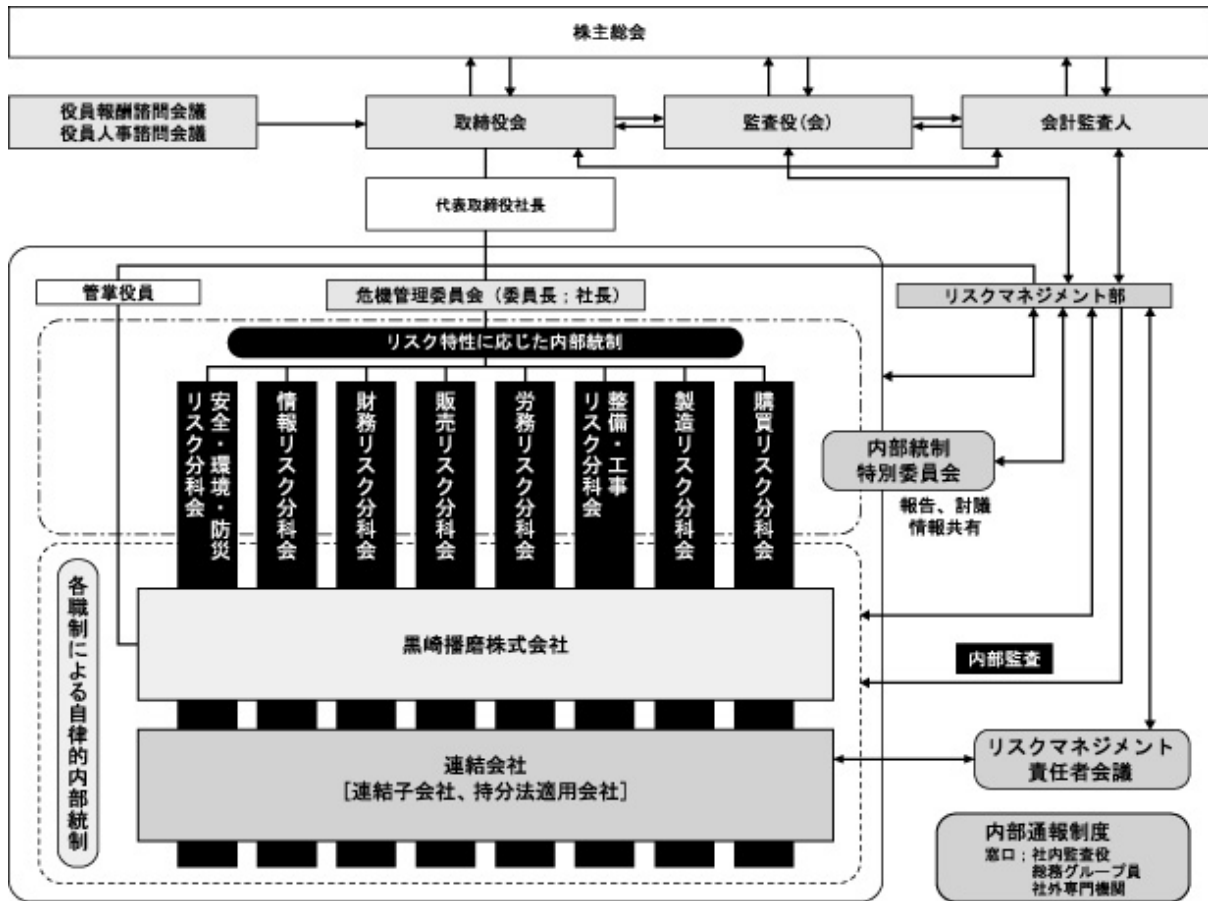 株主総会
役員報酬諮問会議
役員人事諮問会議
取締役会
監査役(会)
会計監査人
代表取締役社長
管掌役員
危機管理委員会（委員長；社長）
リスクマネジメント部
リスク特性に応じた内部統制
安全・環境・防災
リスク分科会
情報リスク分科会
財務リスク分科会
販売リスク分科会
労務リスク分科会
整備・工事
リスク分科会
製造リスク分科会
購買リスク分科会
内部統制
特別委員会
報告、討議
情報共有
各職制による自律的内部統制
黒崎播磨株式会社
内部監査
連結会社
［連結子会社、持分法適用会社］
リスクマネジメント
責任者会議
内部通報制度
窓口；社内監査役
総務グループ員
社外専門機関